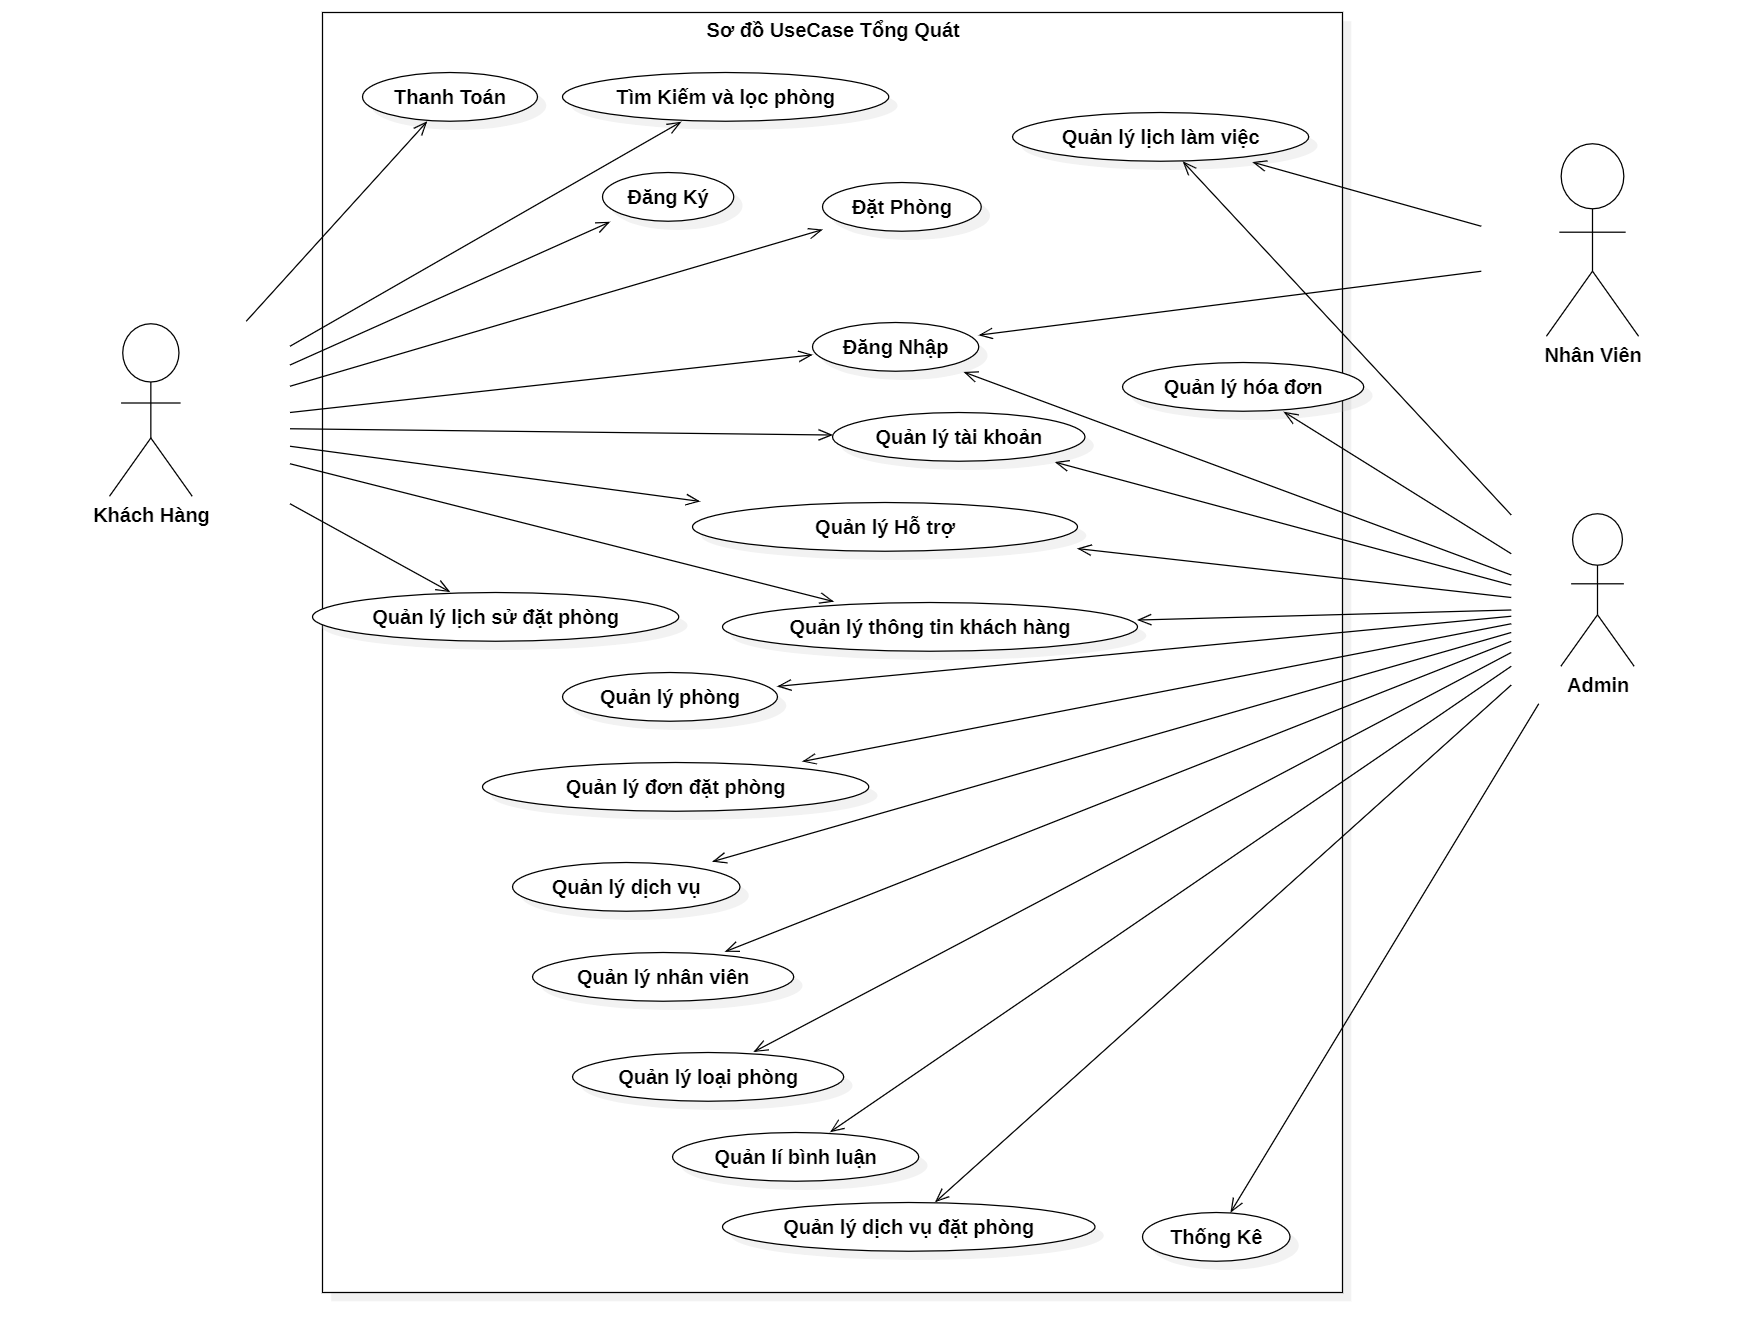 Sơ đồ UseCase Tổng Quát
Thanh Toán
Tìm Kiếm và lọc phòng
Quản lý lịch làm việc
Đăng Ký
Đặt Phòng
Đăng Nhập
Nhân Viên
Quản lý hóa đơn
Quản lý tài khoản
Khách Hàng
Quản lý Hỗ trợ
Quản lý lịch sử đặt phòng
Quản lý thông tin khách hàng
Admin
Quản lý phòng
Quản lý đơn đặt phòng
Quản lý dịch vụ
Quản lý nhân viên
Quản lý loại phòng
Quản lí bình luận
Quản lý dịch vụ đặt phòng
Thống Kê